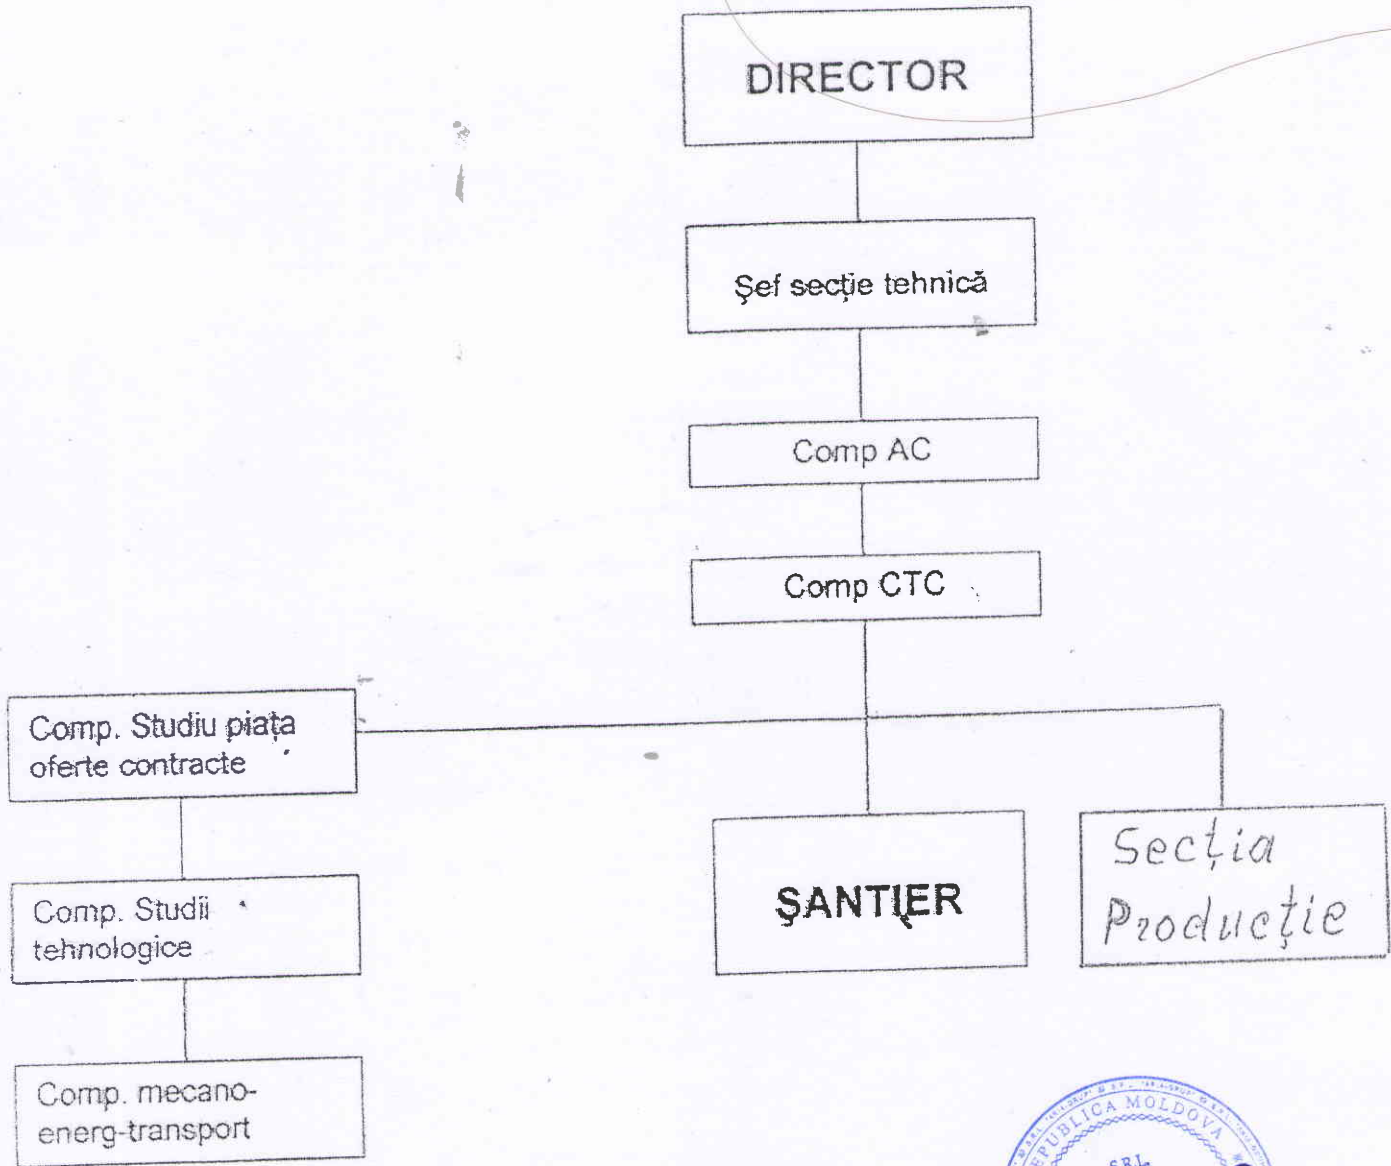 DIRECTOR
Şef secţie tehnică
Comp AC
Comp CTC
Comp. Studiu piaţa
oferte contracte
ŞANTIER
Secţia
Producţie
Comp. Studii
tehnologice
Comp. mecano-
energ-transport
REPUBLICA MOLDOVA
S.R.L.